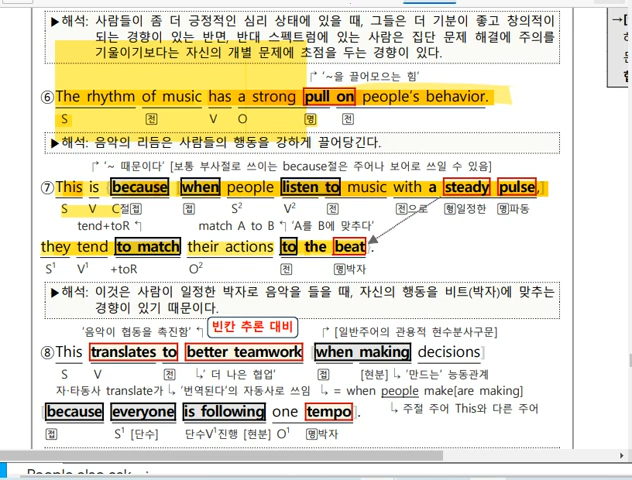 ▶해석: 사람들이 좀 더 긍정적인 심리 상태에 있을 때, 그들은 더 기분이 좋고 창의적이
되는 경향이 있는 반면, 반대 스펙트럼에 있는 사람은 집단 문제 해결에 주의를
기울이기보다는 자신의 개별 문제에 초점을 두는 경향이 있다.
→[
↱ '~을 끌어모으는 힘'
⑥The rhythm of music has a strong pull on people's behavior.
S 전 V O 명 전
▶해석: 음악의 리듬은 사람들의 행동을 강하게 끌어당긴다.
↱ '~ 때문이다' [보통 부사절로 쓰이는 because절은 주어나 보어로 쓰일 수 있음]
⑦This is {because [when people listen to music with a steady pulse,]
S V C절접 접 S² V² 전 전으로 형일정한 명파동
tend+toR ↰ match A to B ↰ 'A를 B에 맞추다'
they tend to match their actions to the beat}.
S¹ V¹ +toR O² 전 명박자
▶해석: 이것은 사람이 일정한 박자로 음악을 들을 때, 자신의 행동을 비트(박자)에 맞추는
경향이 있기 때문이다.
'음악이 협동을 촉진함' ↰ 빈칸 추론 대비 ↱ [일반주어의 관용적 현수분사구문]
⑧This translates to better teamwork [when making decisions]
S V 전 ↳ '더 나은 협업' 접 [현분] ↳ '만드는' 능동관계
자·타동사 translate가 ↳ '번역된다'의 자동사로 쓰임 ↳ = when people make[are making]
[because everyone is following one tempo]. ↳ 주절 주어 This와 다른 주어
접 S¹ [단수] 단수V¹진행 [현분] O¹ 명박자